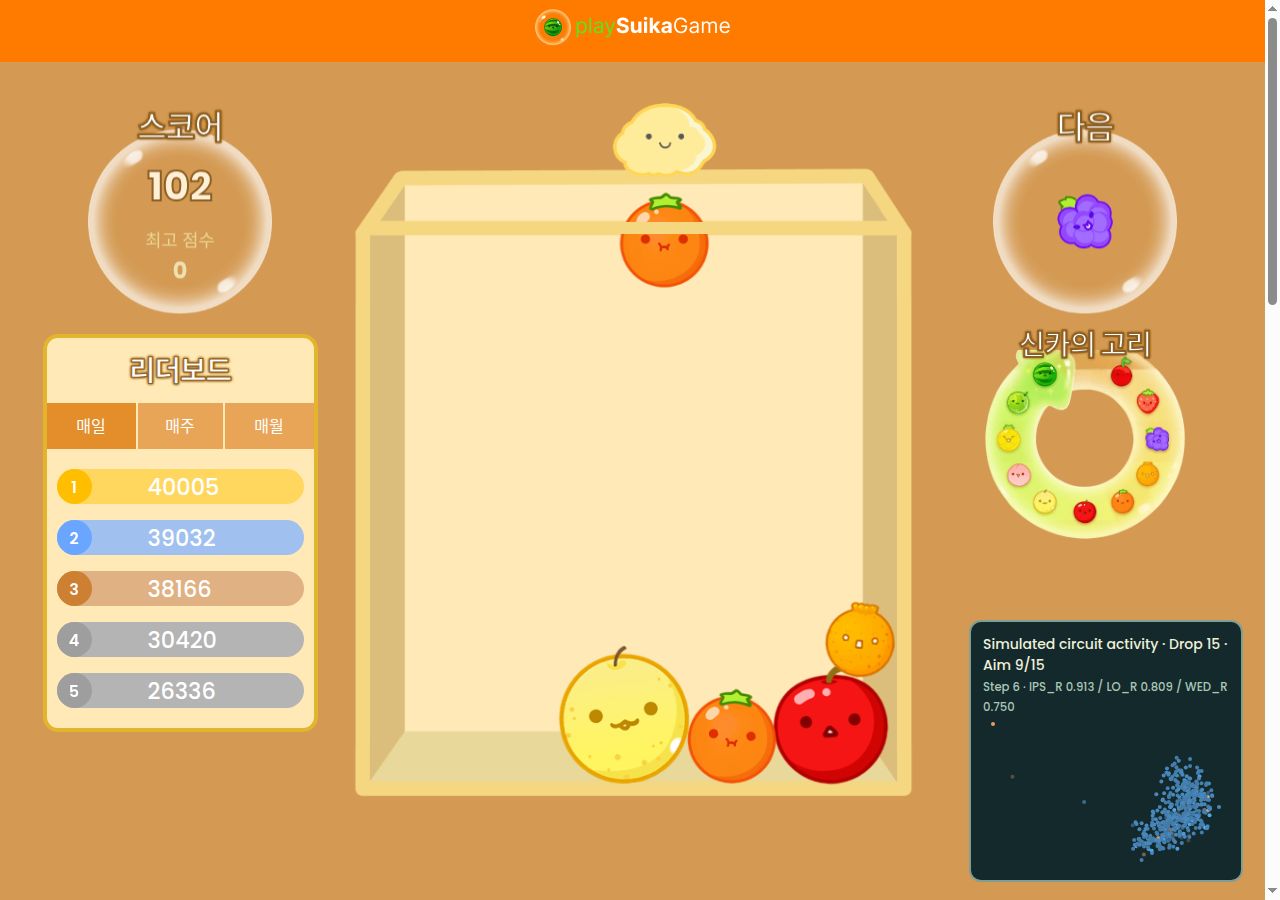 playSuikaGame
스코어
102
최고 점수
0
다음
신카의 고리
리더보드
매일 매주 매월
1 40005
2 39032
3 38166
4 30420
5 26336
Simulated circuit activity · Drop 15 ·
Aim 9/15
Step 6 · IPS_R 0.913 / LO_R 0.809 / WED_R
0.750